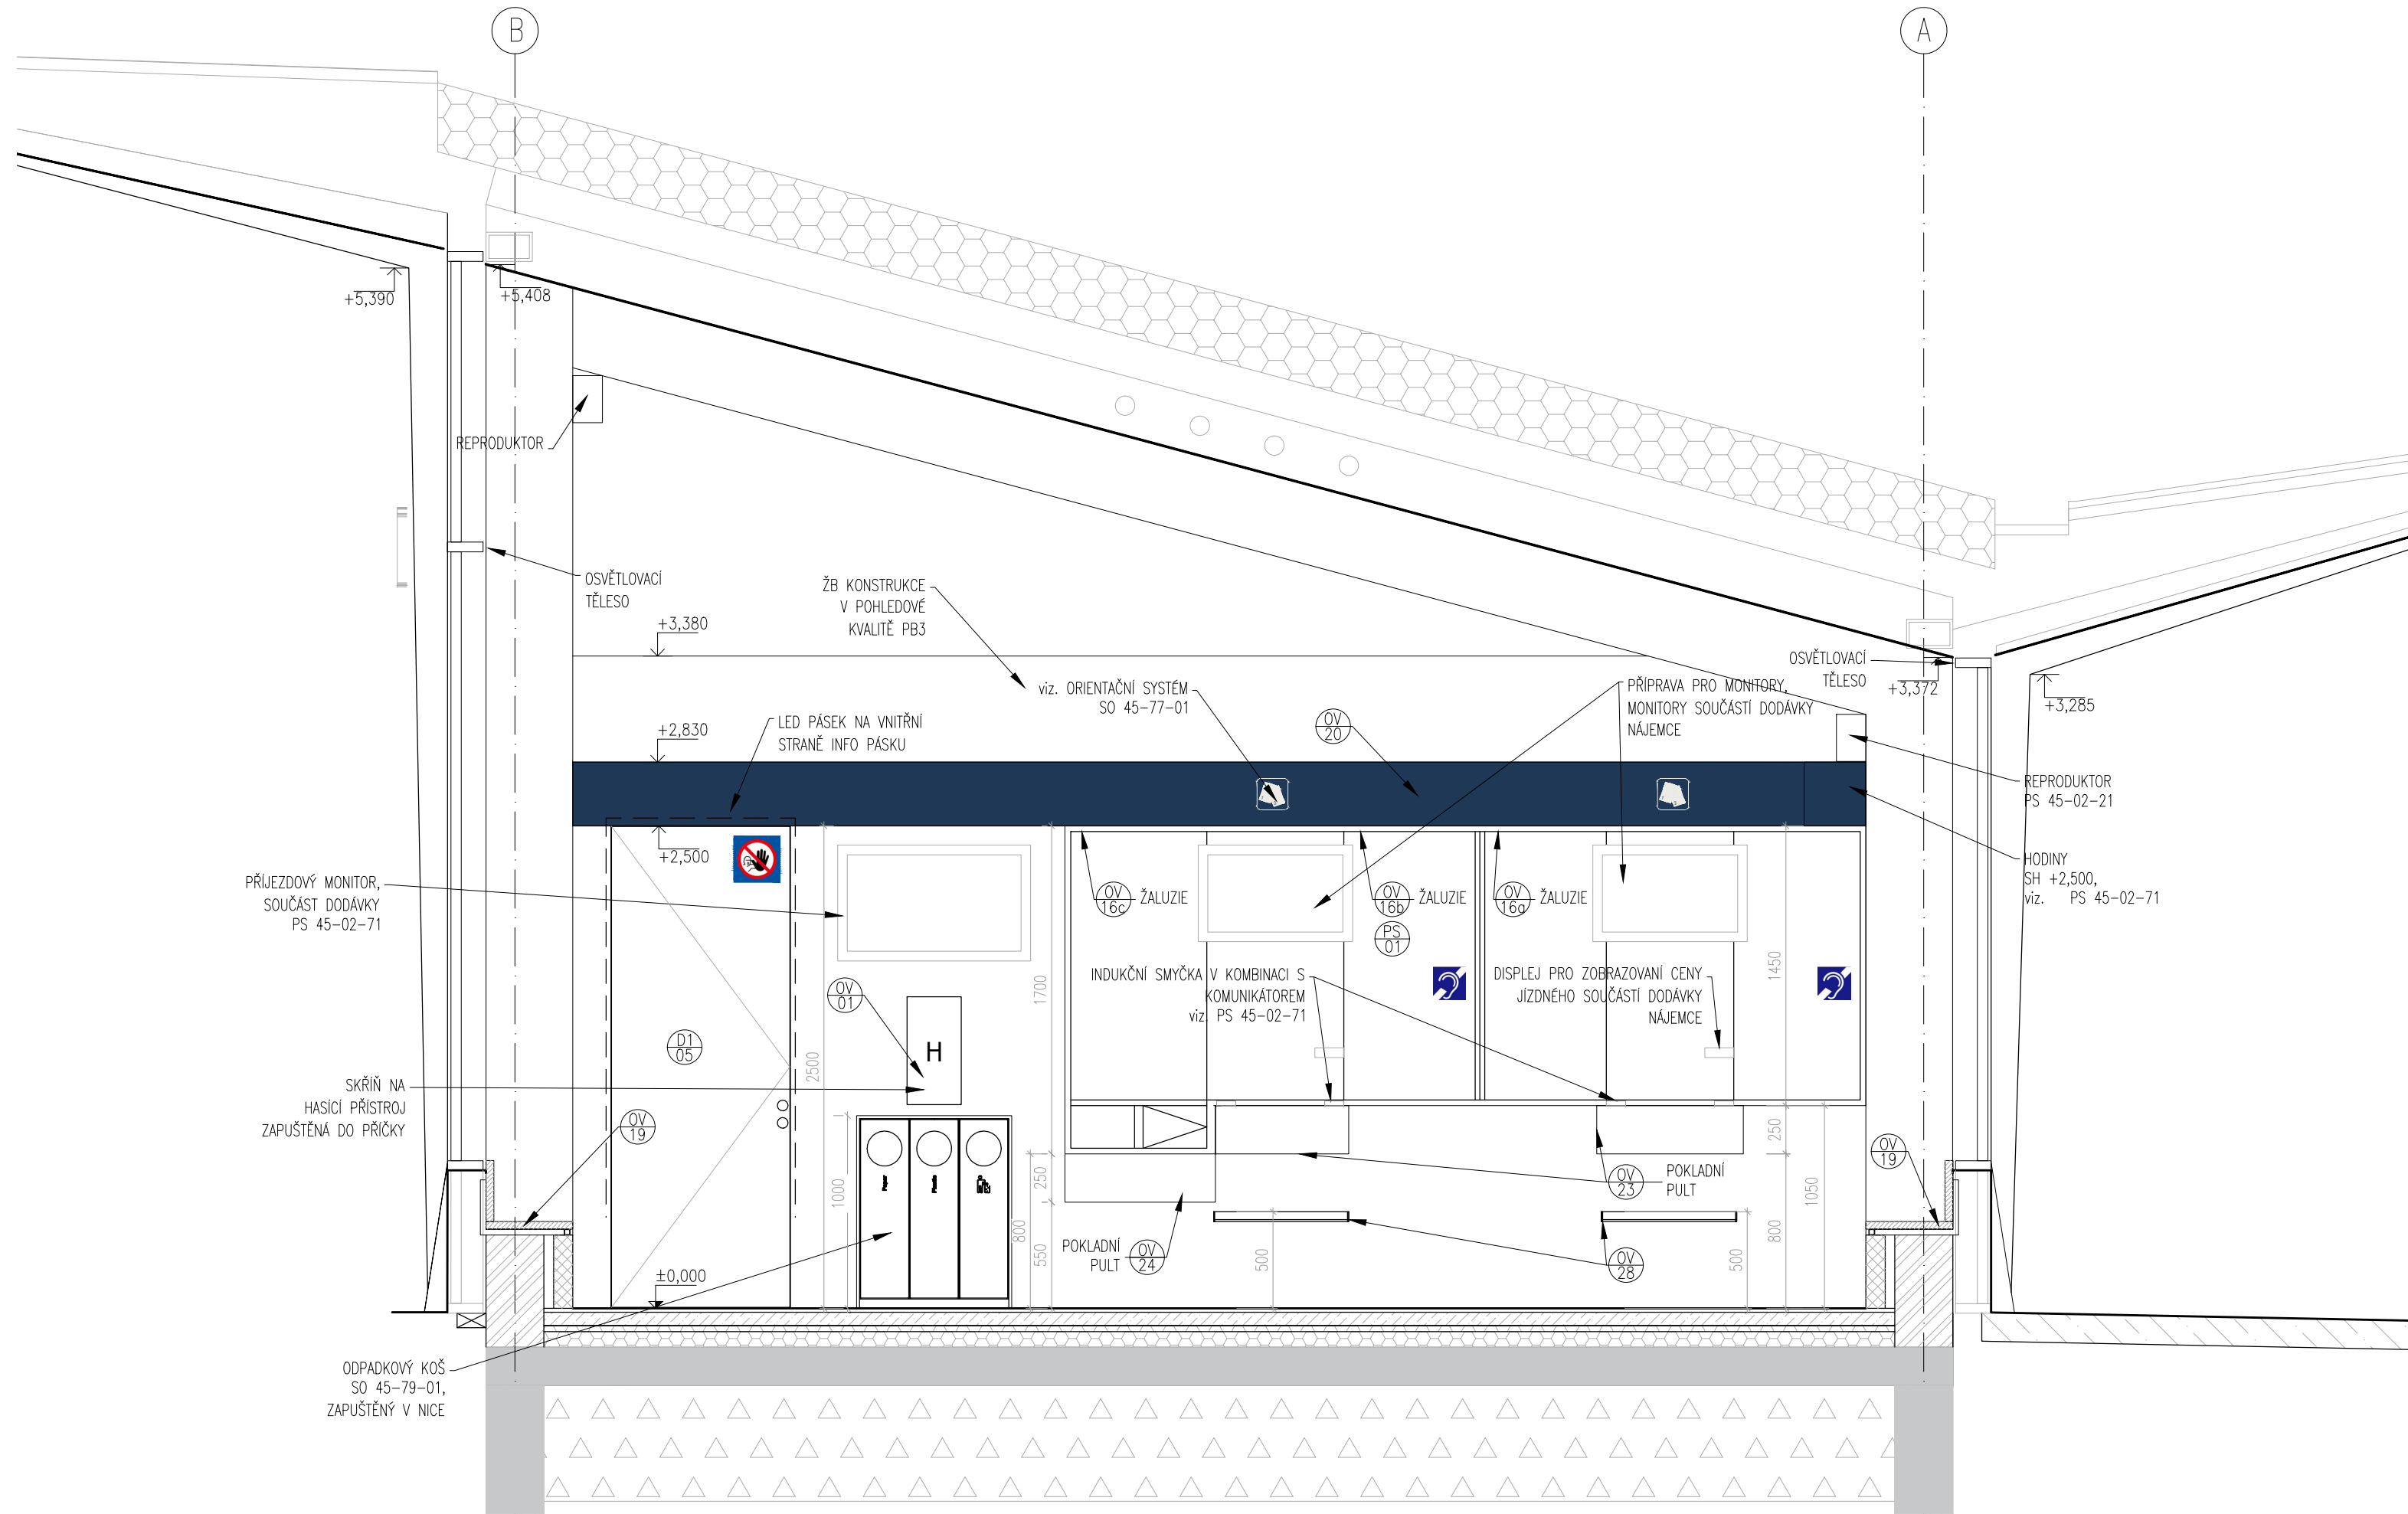 B
A
+5,390
+5,408
REPRODUKTOR
OSVĚTLOVACÍ
TĚLESO
ŽB KONSTRUKCE
V POHLEDOVÉ
KVALITĚ PB3
+3,380
viz. ORIENTAČNÍ SYSTÉM
SO 45-77-01
OSVĚTLOVACÍ
TĚLESO
+3,372
+3,285
PŘÍPRAVA PRO MONITORY,
MONITORY SOUČÁSTÍ DODÁVKY
NÁJEMCE
LED PÁSEK NA VNITŘNÍ
STRANĚ INFO PÁSKU
+2,830
OV
20
REPRODUKTOR
PS 45-02-21
+2,500
HODINY
SH +2,500,
viz. PS 45-02-71
PŘÍJEZDOVÝ MONITOR,
SOUČÁST DODÁVKY
PS 45-02-71
OV
16c
ŽALUZIE
OV
16b
ŽALUZIE
OV
16a
ŽALUZIE
PS
01
INDUKČNÍ SMYČKA V KOMBINACI S
KOMUNIKÁTOREM
viz. PS 45-02-71
DISPLEJ PRO ZOBRAZOVANÍ CENY
JÍZDNÉHO SOUČÁSTÍ DODÁVKY
NÁJEMCE
1450
1700
OV
01
H
D1
05
2500
SKŘÍŇ NA
HASÍCÍ PŘÍSTROJ
ZAPUŠTĚNÁ DO PŘÍČKY
OV
19
OV
19
250
250
1000
1050
OV
23
POKLADNÍ
PULT
800
550
POKLADNÍ
PULT
OV
24
500
OV
28
500
800
±0,000
ODPADKOVÝ KOŠ
SO 45-79-01,
ZAPUŠTĚNÝ V NICE